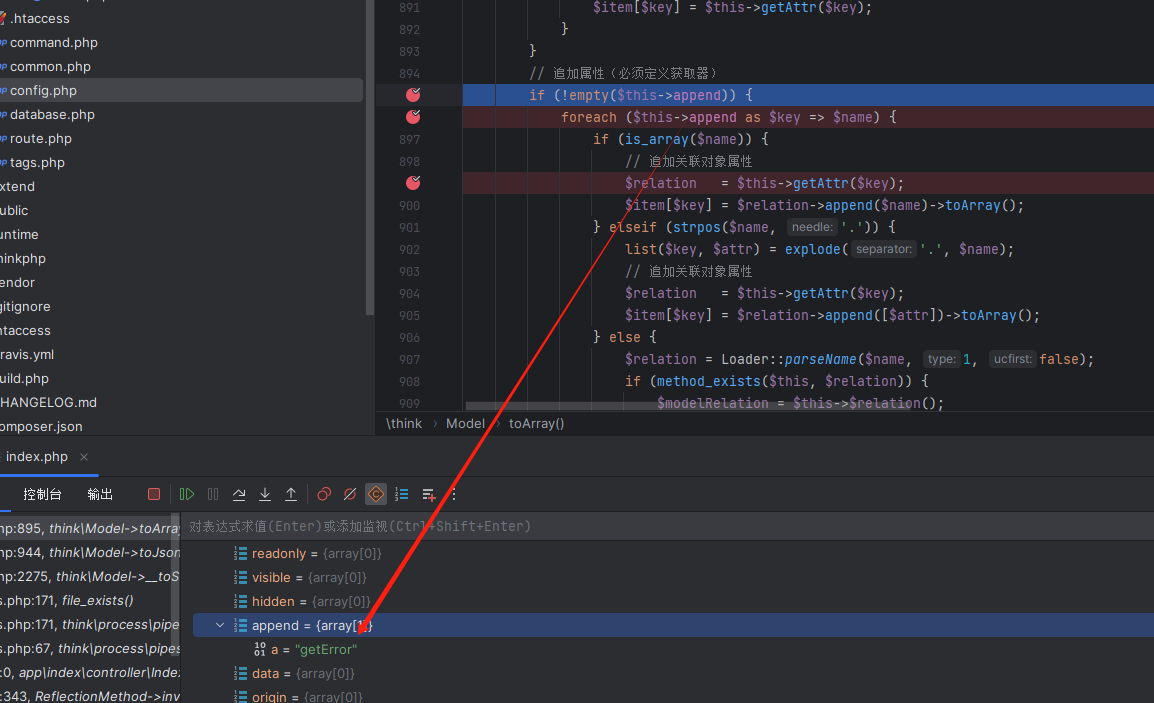 .htaccess
command.php
common.php
config.php
database.php
route.php
tags.php
xtend
ublic
untime
hinkphp
endor
gitignore
htaccess
ravis.yml
uild.php
HANGELOG.md
omposer.json
891 $item[$key] = $this->getAttr($key);
892 }
893 }
894 // 追加属性（必须定义获取器）
if (!empty($this->append)) {
foreach ($this->append as $key => $name) {
897 if (is_array($name)) {
898 // 追加关联对象属性
$relation = $this->getAttr($key);
900 $item[$key] = $relation->append($name)->toArray();
901 } elseif (strpos($name, needle: '.')) {
902 list($key, $attr) = explode( separator: '.', $name);
903 // 追加关联对象属性
904 $relation = $this->getAttr($key);
905 $item[$key] = $relation->append([$attr])->toArray();
906 } else {
907 $relation = Loader::parseName($name, type: 1, ucfirst: false);
908 if (method_exists($this, $relation)) {
909 $modelRelation = $this->$relation();
\think › Model › toArray()
index.php ×
控制台 输出
对表达式求值(Enter)或添加监视(Ctrl+Shift+Enter)
hp:895, think\Model->toArray
hp:944, think\Model->toJson
hp:2275, think\Model->__toS
s.php:171, file_exists()
s.php:171, think\process\pipe
s.php:67, think\process\pipes
:0, app\index\controller\Index
:343, ReflectionMethod->inv
readonly = {array[0]}
visible = {array[0]}
hidden = {array[0]}
append = {array[1]}
a = "getError"
data = {array[0]}
origin = {array[0]}